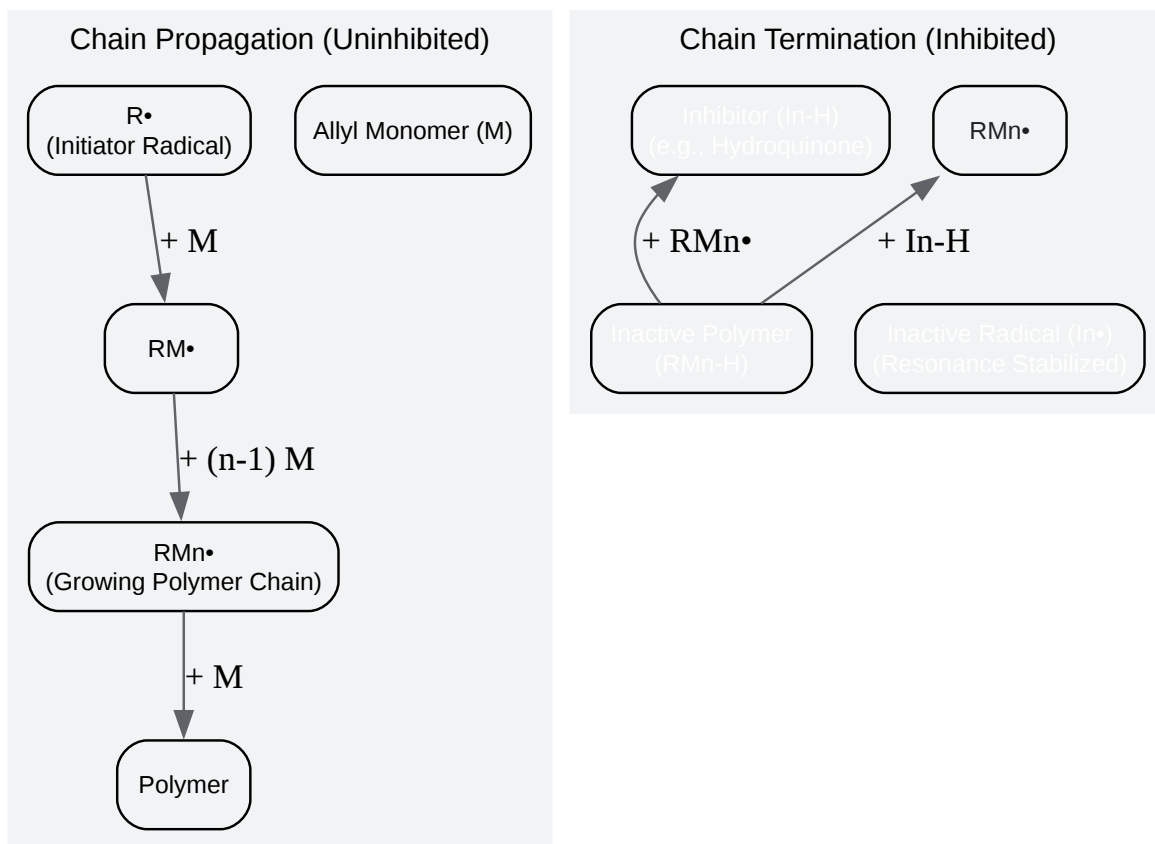 Chain Propagation (Uninhibited)
R•
(Initiator Radical)
Allyl Monomer (M)
+ M
RM•
+ (n-1) M
RMn•
(Growing Polymer Chain)
+ M
Polymer
Chain Termination (Inhibited)
Inhibitor (In-H)
(e.g., Hydroquinone)
RMn•
+ RMn•
+ In-H
Inactive Polymer
(RMn-H)
Inactive Radical (In•)
(Resonance Stabilized)